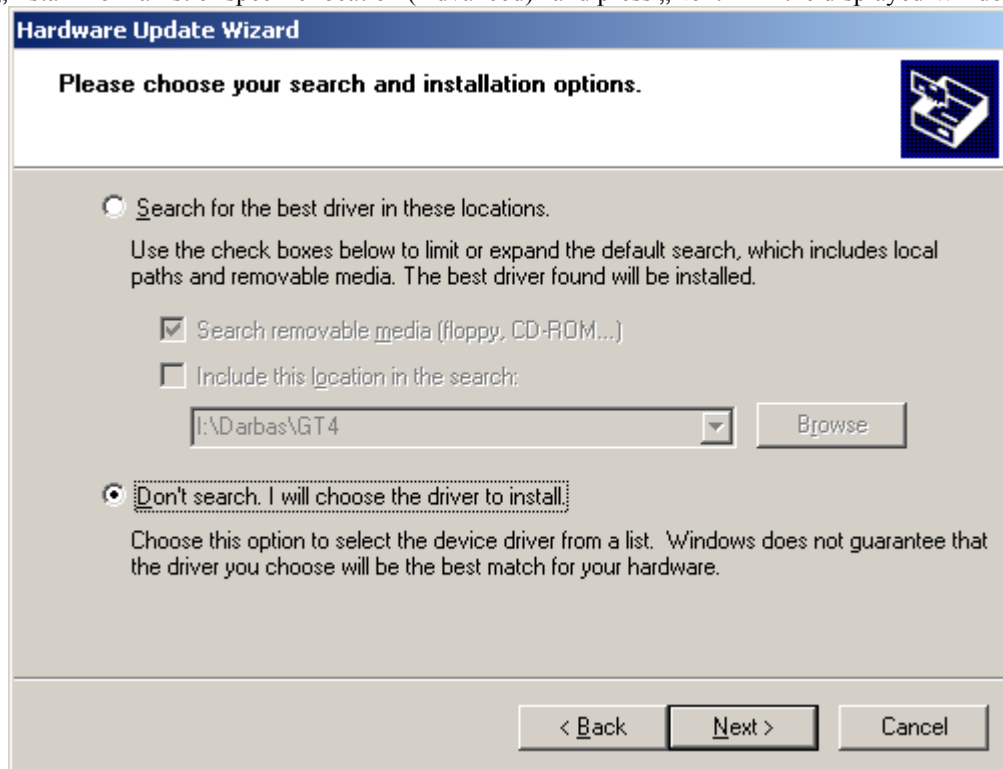 Hardware Update Wizard
Please choose your search and installation options.
Search for the best driver in these locations.
Use the check boxes below to limit or expand the default search, which includes local
paths and removable media. The best driver found will be installed.
Search removable media (floppy, CD-ROM...)
Include this location in the search:
I:\Darbas\GT4
Browse
Don't search. I will choose the driver to install.
Choose this option to select the device driver from a list. Windows does not guarantee that
the driver you choose will be the best match for your hardware.
< Back
Next >
Cancel